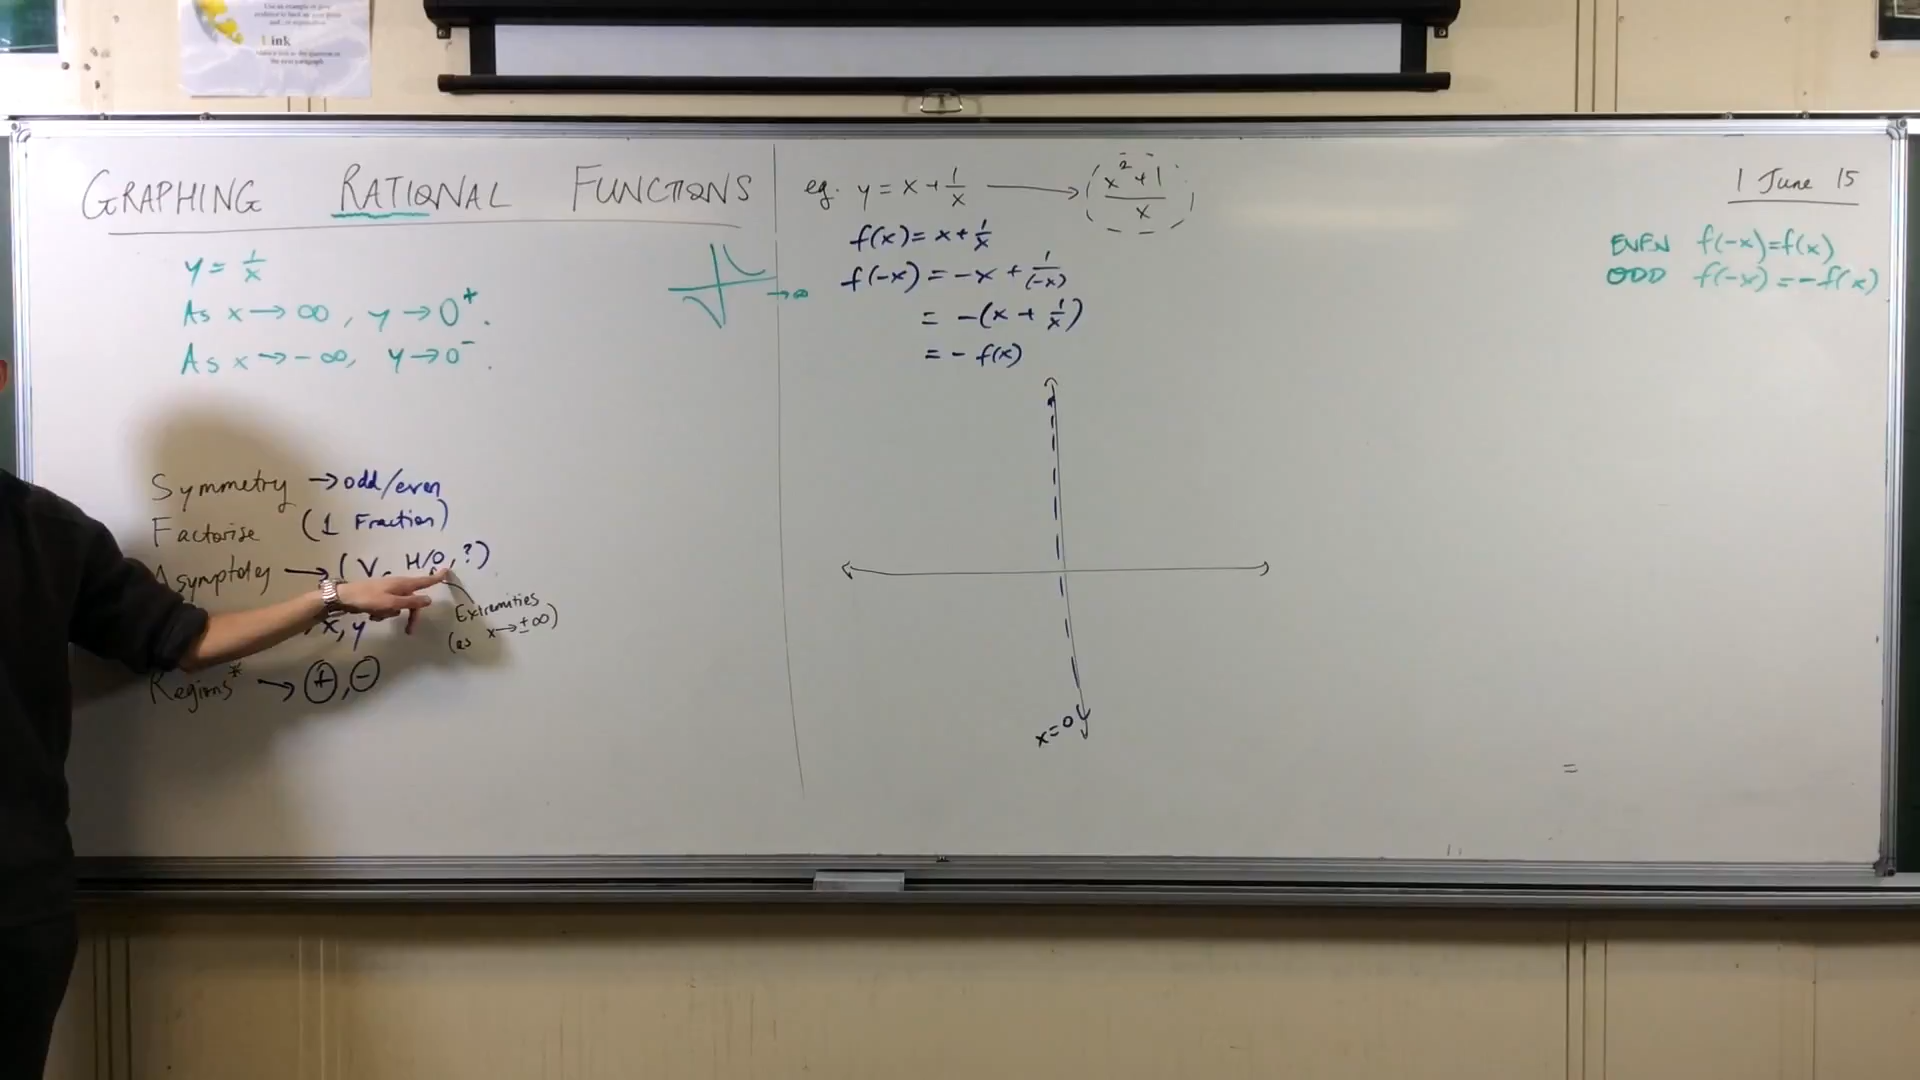 Link
GRAPHING RATIONAL FUNCTIONS
y = 1/x
As x → ∞, y → 0⁺.
As x → -∞, y → 0⁻.
→ ∞
Symmetry → odd/even
Factorise (1 Fraction)
Asymptotes → (V, H/O, ?)
Extremities
(as x → ±∞)
x, y
Regions* → +, -
eg. y = x + 1/x → (x² + 1)/x
f(x) = x + 1/x
f(-x) = -x + 1/(-x)
= -(x + 1/x)
= - f(x)
x = 0
1 June 15
EVEN f(-x) = f(x)
ODD f(-x) = -f(x)
=